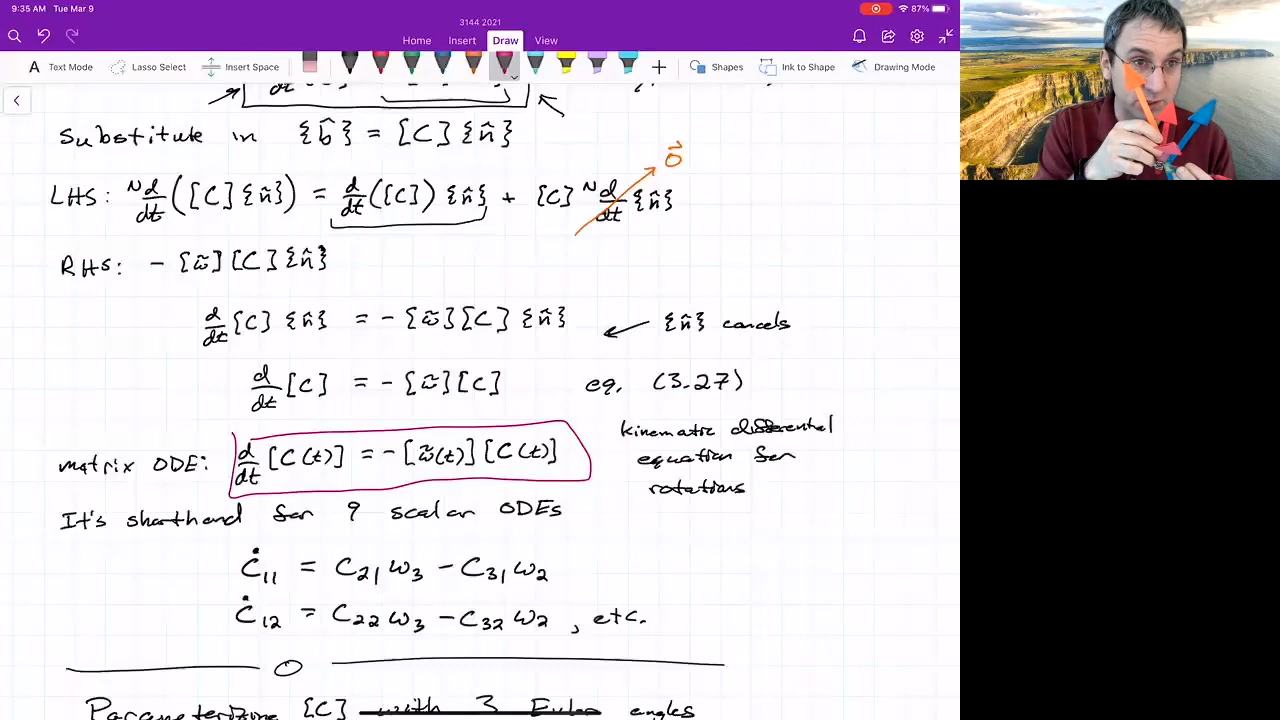 9:35 AM Tue Mar 9
87%
3144 2021
Home Insert Draw View
Text Mode Lasso Select Insert Space Shapes Ink to Shape Drawing Mode
Substitute in {b̂} = [C]{n̂}
0⃗
LHS: ᴺd/dt([C]{n̂}) = d/dt([C]){n̂} + [C] ᴺd/dt{n̂}
RHS: - [ω̃][C]{n̂}
d/dt[C]{n̂} = - [ω̃][C]{n̂} {n̂} cancels
d/dt[C] = - [ω̃][C] eq. (3.27)
kinematic differential
equation for
rotations
matrix ODE: d/dt[C(t)] = -[ω̃(t)][C(t)]
It's shorthand for 9 scalar ODEs
Ċ₁₁ = C₂₁ω₃ - C₃₁ω₂
Ċ₁₂ = C₂₂ω₃ - C₃₂ω₂, etc.
Parameterizing [C] with 3 Euler angles